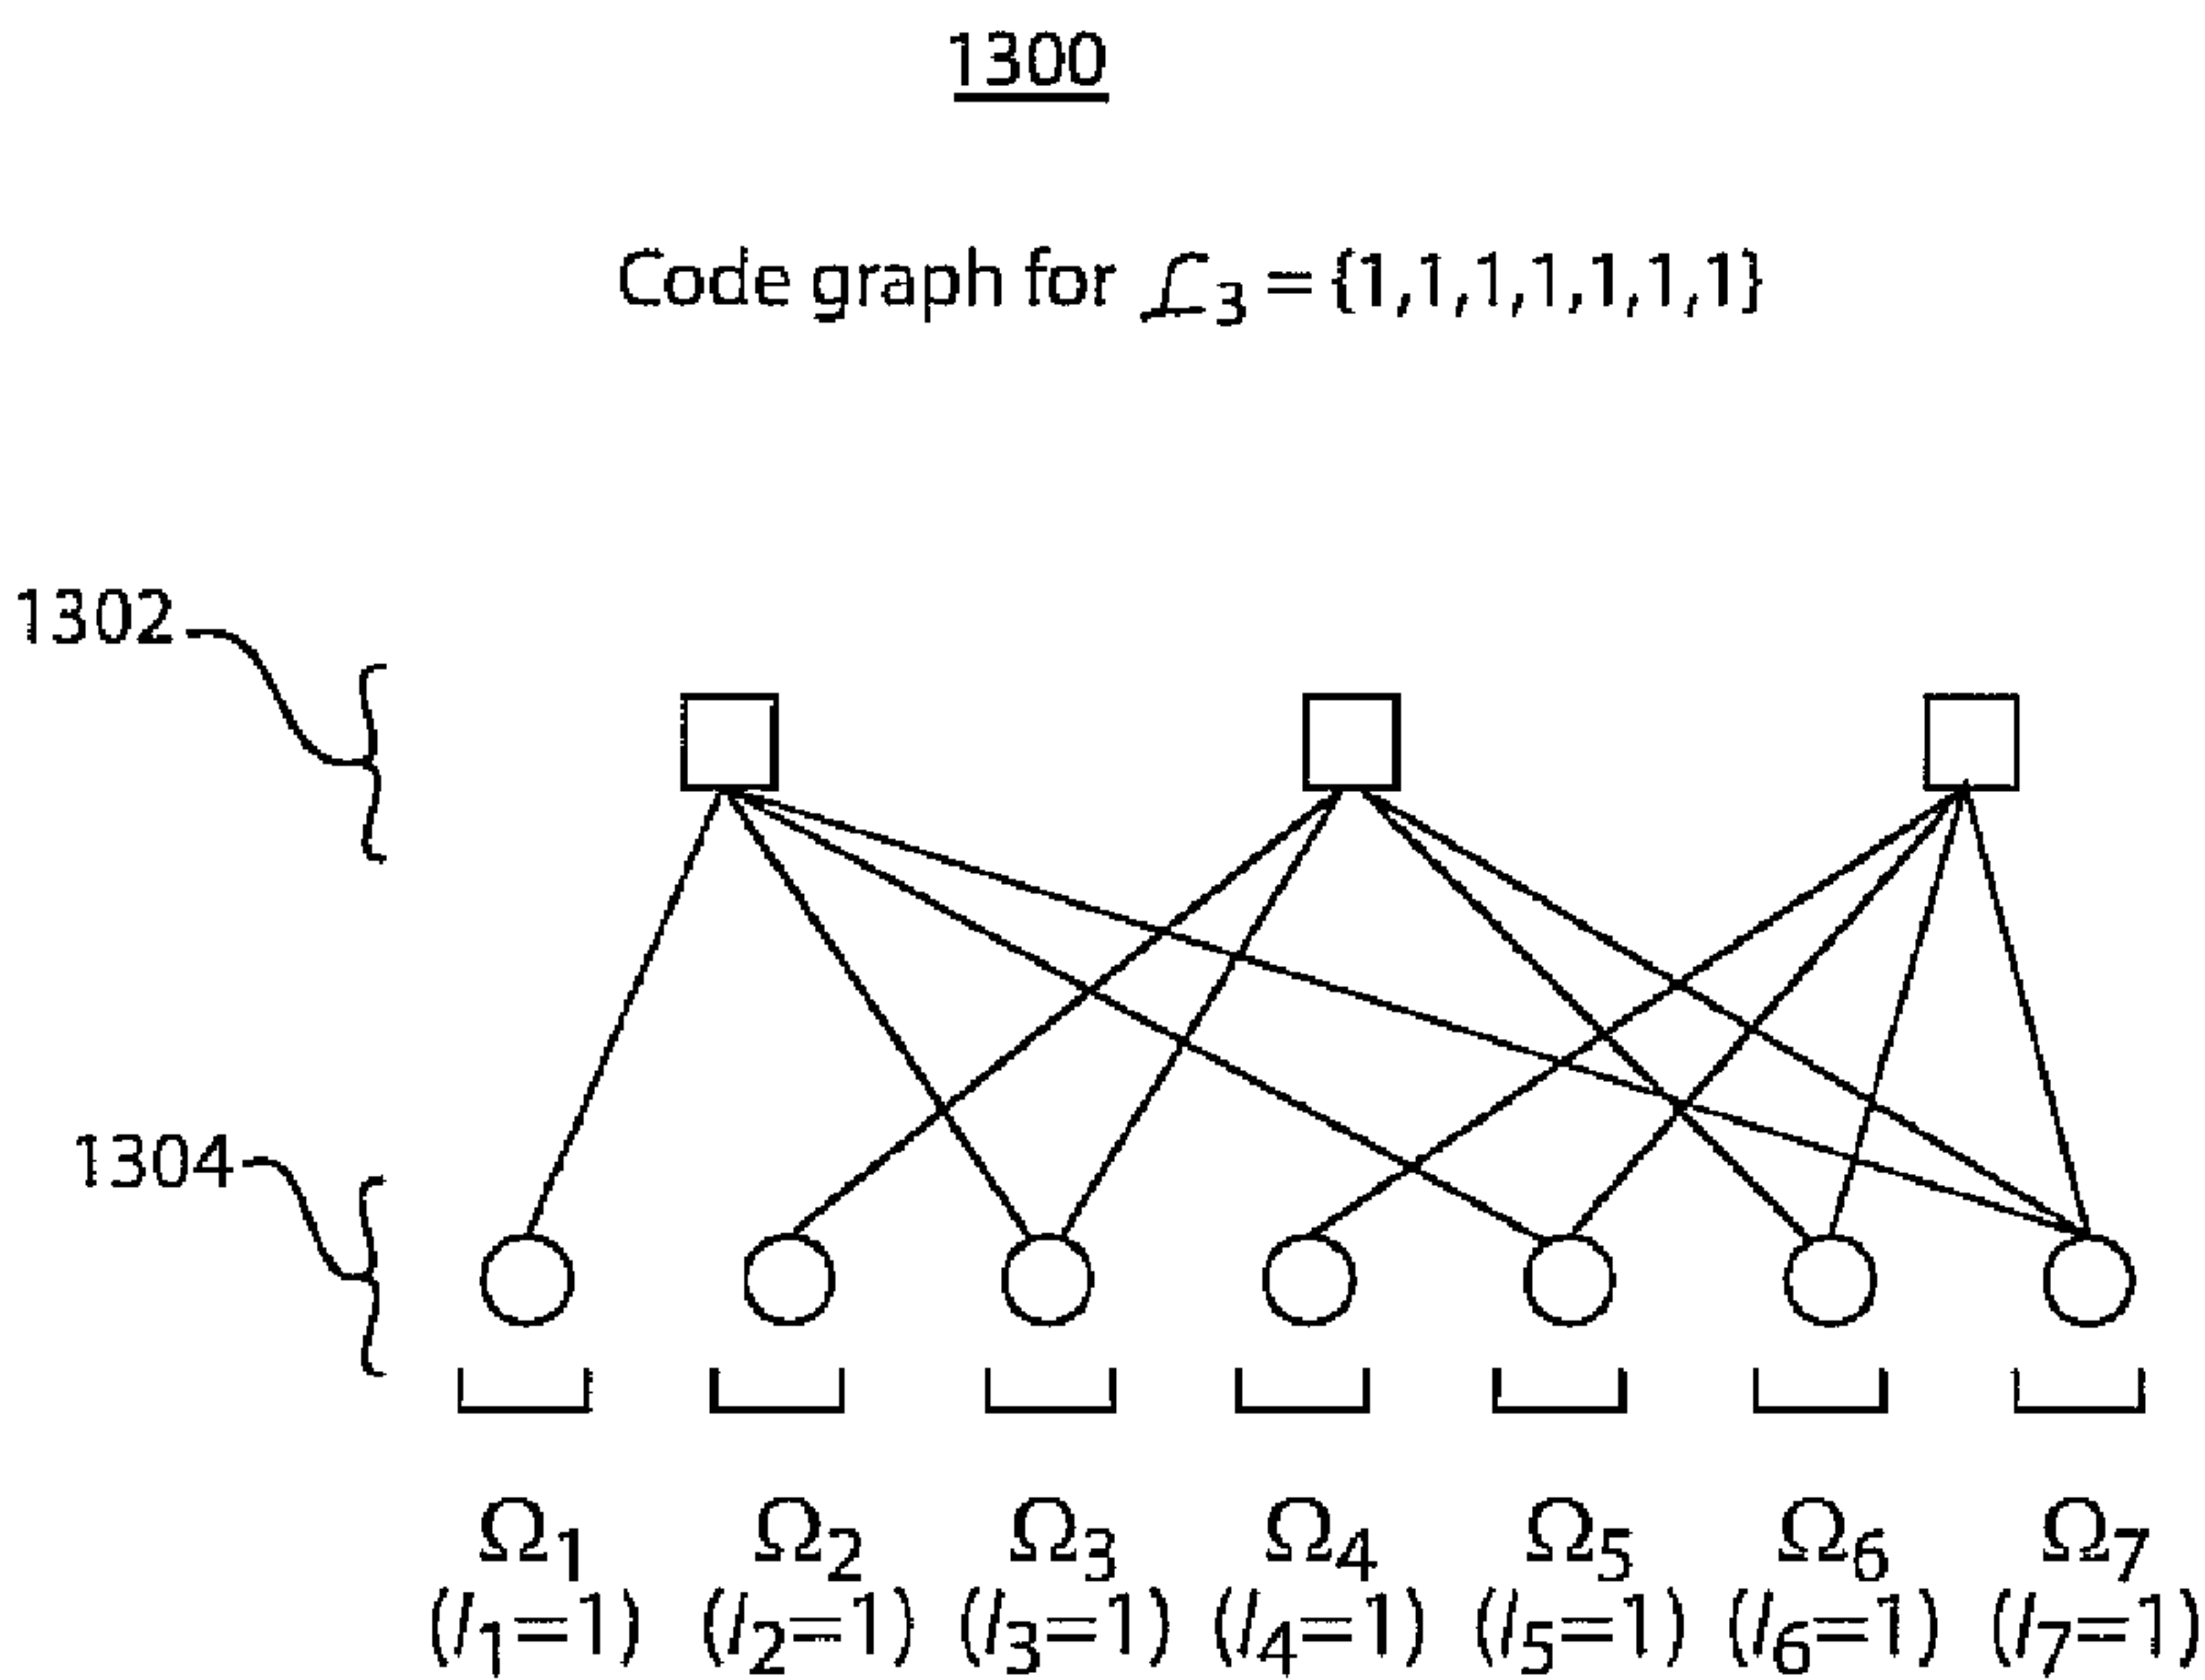 1300
Code graph for ℒ₃ = {1,1,1,1,1,1,1}
1302
1304
Ω₁ Ω₂ Ω₃ Ω₄ Ω₅ Ω₆ Ω₇
(l₁=1) (l₂=1) (l₃=1) (l₄=1) (l₅=1) (l₆=1) (l₇=1)